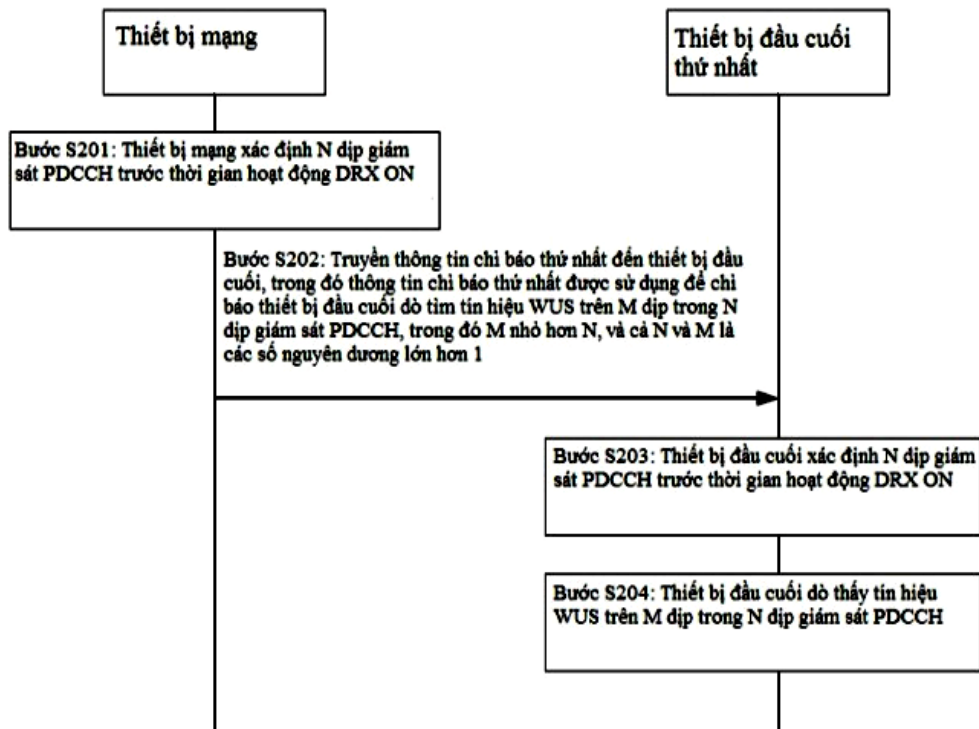 Thiết bị mạng
Thiết bị đầu cuối
thứ nhất
Bước S201: Thiết bị mạng xác định N dịp giám
sát PDCCH trước thời gian hoạt động DRX ON
Bước S202: Truyền thông tin chỉ báo thứ nhất đến thiết bị đầu
cuối, trong đó thông tin chỉ báo thứ nhất được sử dụng để chỉ
báo thiết bị đầu cuối dò tìm tín hiệu WUS trên M dịp trong N
dịp giám sát PDCCH, trong đó M nhỏ hơn N, và cả N và M là
các số nguyên dương lớn hơn 1
Bước S203: Thiết bị đầu cuối xác định N dịp giám
sát PDCCH trước thời gian hoạt động DRX ON
Bước S204: Thiết bị đầu cuối dò thấy tín hiệu
WUS trên M dịp trong N dịp giám sát PDCCH